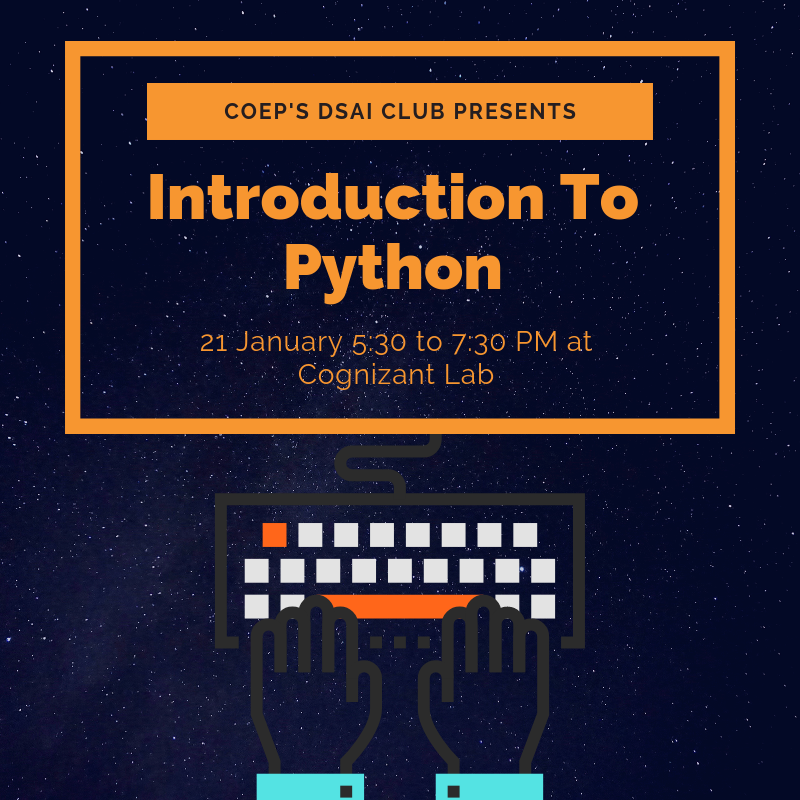 COEP'S DSAI CLUB PRESENTS
Introduction To
Python
21 January 5:30 to 7:30 PM at
Cognizant Lab